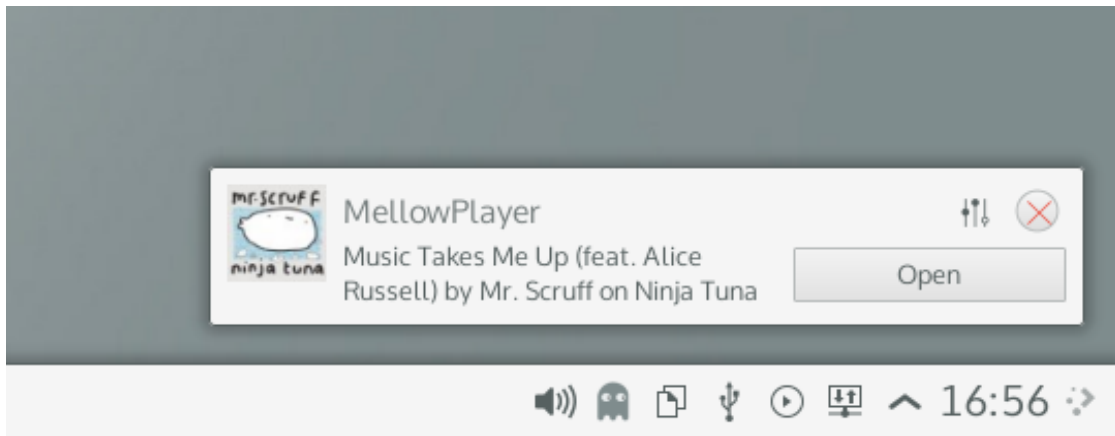 mr.scruff
ninja tuna
MellowPlayer
Music Takes Me Up (feat. Alice
Russell) by Mr. Scruff on Ninja Tuna
Open
16:56